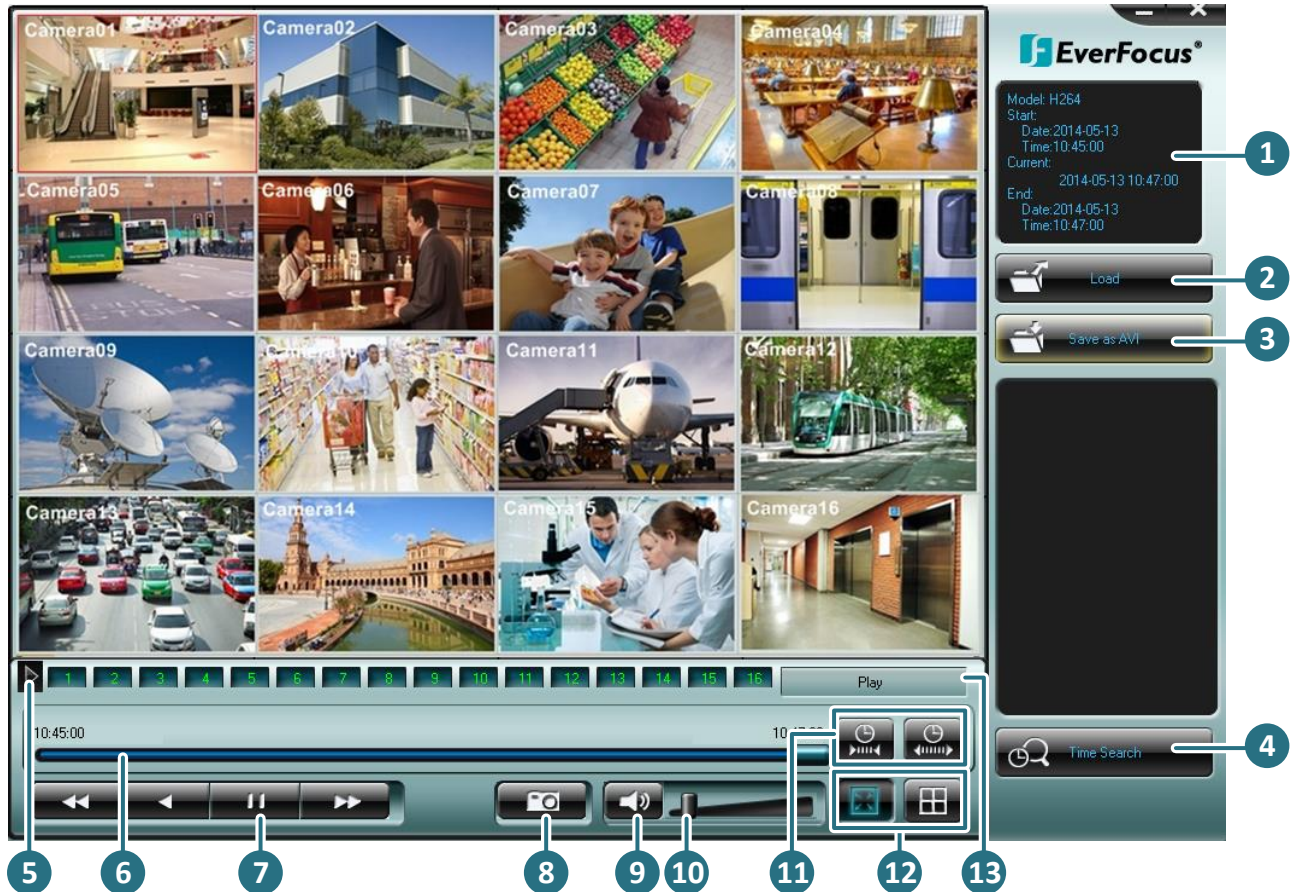 Camera01
Camera02
Camera03
Camera04
Camera05
Camera06
Camera07
Camera08
Camera09
Camera10
Camera11
Camera12
Camera13
Camera14
Camera15
Camera16
EverFocus®
Model: H264
Start:
Date:2014-05-13
Time:10:45:00
Current:
2014-05-13 10:47:00
End:
Date:2014-05-13
Time:10:47:00
1
Load
2
Save as AVI
3
Time Search
4
1 2 3 4 5 6 7 8 9 10 11 12 13 14 15 16
Play
10:45:00
11
5 6 7 8 9 10 12 13